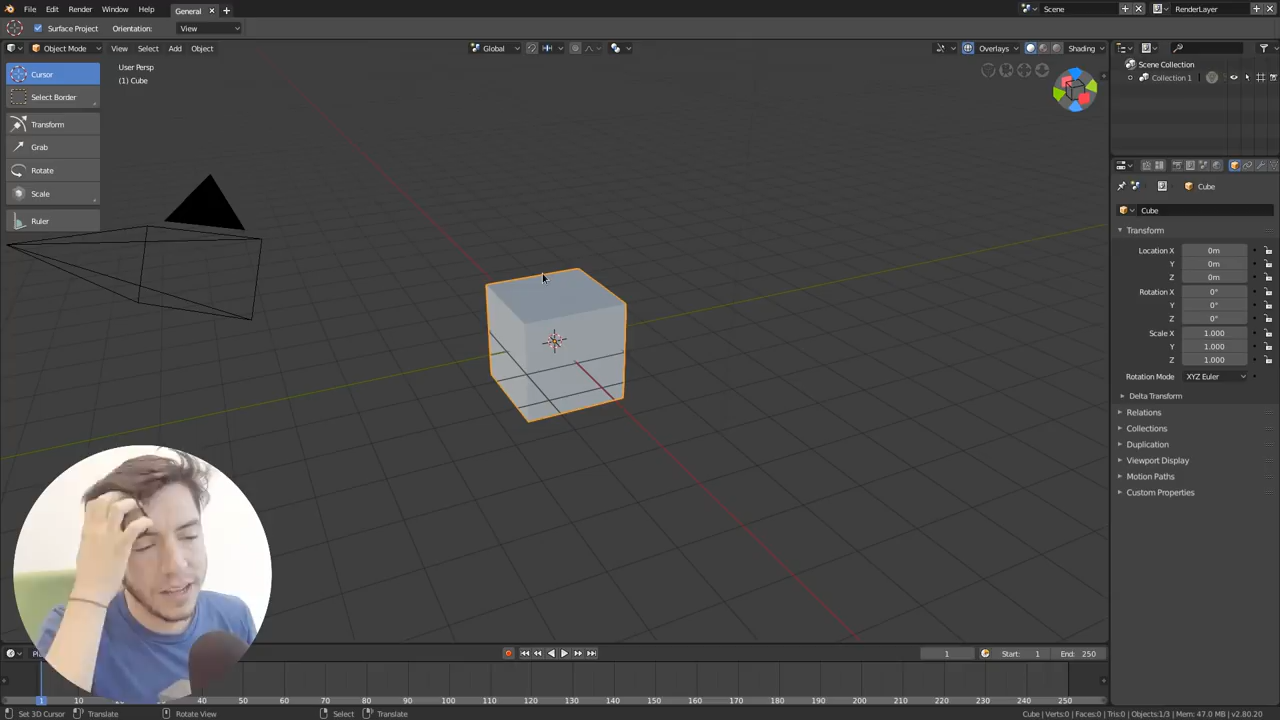 File Edit Render Window Help General Scene RenderLayer
Surface Project Orientation: View
Object Mode View Select Add Object Global Overlays Shading
User Persp
(1) Cube
Cursor
Select Border
Transform
Grab
Rotate
Scale
Ruler
Scene Collection
Collection 1
Cube
Cube
Transform
Location X 0m
Y 0m
Z 0m
Rotation X 0°
Y 0°
Z 0°
Scale X 1.000
Y 1.000
Z 1.000
Rotation Mode XYZ Euler
Delta Transform
Relations
Collections
Duplication
Viewport Display
Motion Paths
Custom Properties
1 Start: 1 End: 250
1 10 30 40 50 60 70 80 90 100 110 120 130 140 150 160 170 180 190 200 210 220 230 240 250
Set 3D Cursor Translate Rotate View Select Translate Cube | Verts:0 | Faces:0 | Tris:0 | Objects:1/3 | Mem: 47.0 MB | v2.80.20